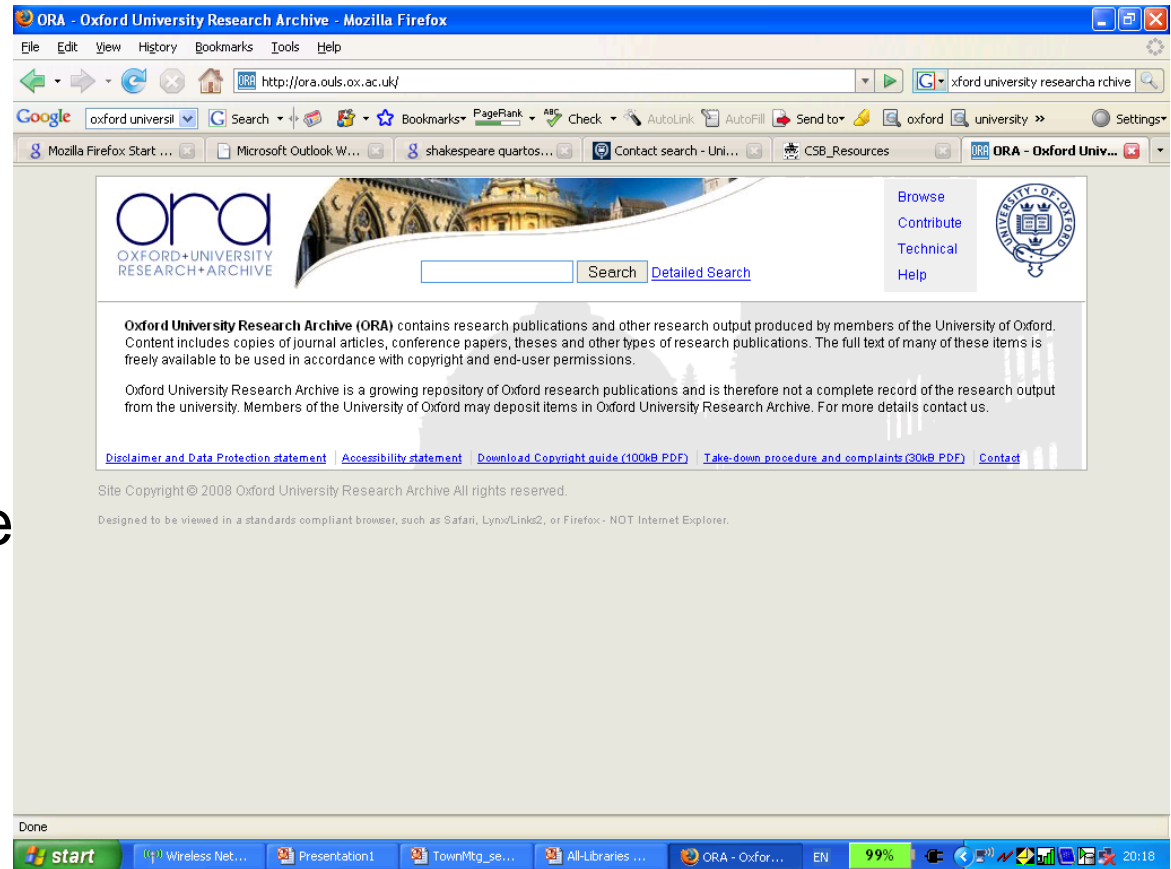 ORA - Oxford University Research Archive - Mozilla Firefox
File Edit View History Bookmarks Tools Help
ORA http://ora.ouls.ox.ac.uk/ G xford university researcha rchive
Google oxford universit G Search Bookmarks PageRank ABC Check AutoLink AutoFill Send to oxford university » Settings
Mozilla Firefox Start ... Microsoft Outlook W... shakespeare quartos... Contact search - Uni... CSB_Resources ORA ORA - Oxford Univ...
ora
OXFORD+UNIVERSITY
RESEARCH+ARCHIVE
Search Detailed Search
Browse
Contribute
Technical
Help
UNIVERSITY·OF·OXFORD
Oxford University Research Archive (ORA) contains research publications and other research output produced by members of the University of Oxford.
Content includes copies of journal articles, conference papers, theses and other types of research publications. The full text of many of these items is
freely available to be used in accordance with copyright and end-user permissions.
Oxford University Research Archive is a growing repository of Oxford research publications and is therefore not a complete record of the research output
from the university. Members of the University of Oxford may deposit items in Oxford University Research Archive. For more details contact us.
Disclaimer and Data Protection statement Accessibility statement Download Copyright guide (100kB PDF) Take-down procedure and complaints (30kB PDF) Contact
Site Copyright © 2008 Oxford University Research Archive All rights reserved.
e
Designed to be viewed in a standards compliant browser, such as Safari, Lynx/Links2, or Firefox - NOT Internet Explorer.
Done
start Wireless Net... Presentation1 TownMtg_se... All-Libraries ... ORA - Oxfor... EN 99% 20:18